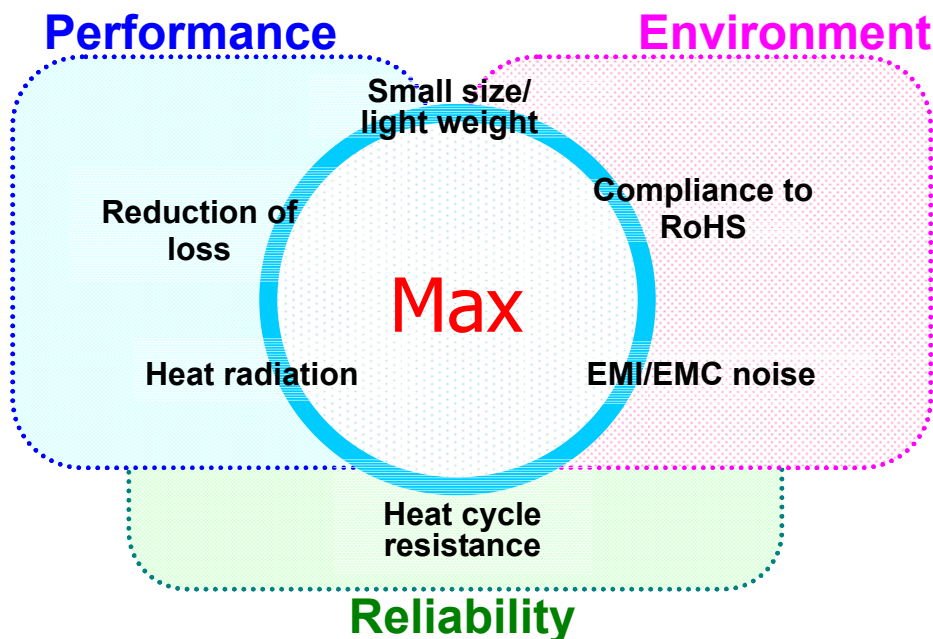 Performance
Environment
Small size/
light weight
Reduction of
loss
Compliance to
RoHS
Max
Heat radiation
EMI/EMC noise
Heat cycle
resistance
Reliability